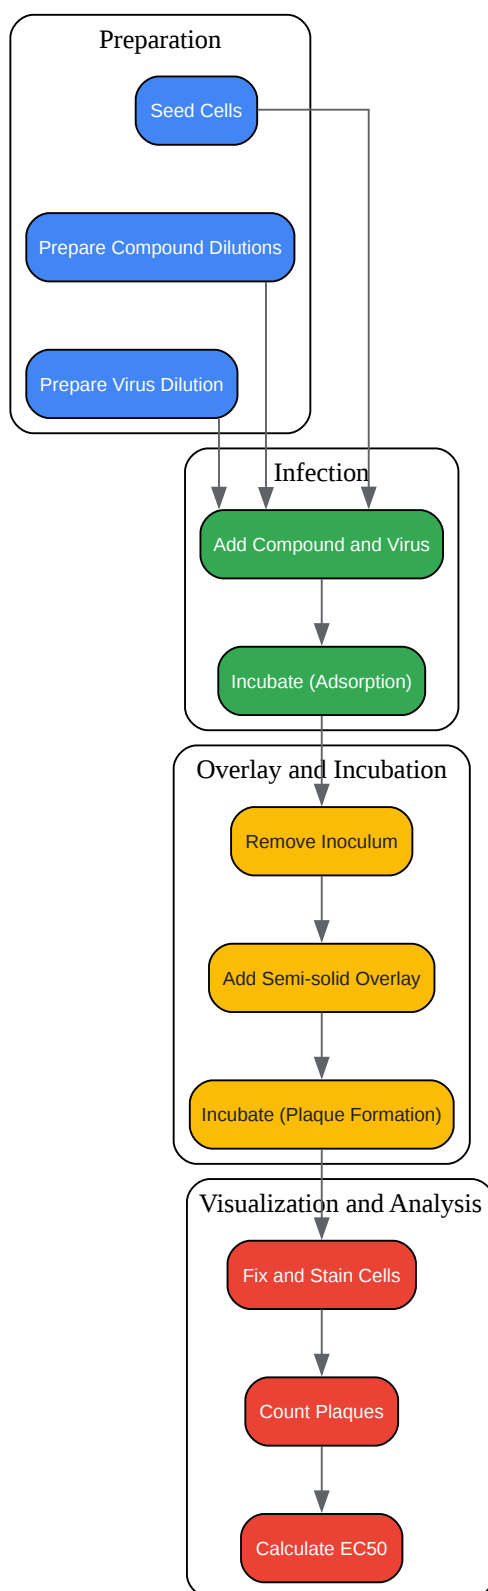 Preparation
Seed Cells
Prepare Compound Dilutions
Prepare Virus Dilution
Infection
Add Compound and Virus
Incubate (Adsorption)
Overlay and Incubation
Remove Inoculum
Add Semi-solid Overlay
Incubate (Plaque Formation)
Visualization and Analysis
Fix and Stain Cells
Count Plaques
Calculate EC50